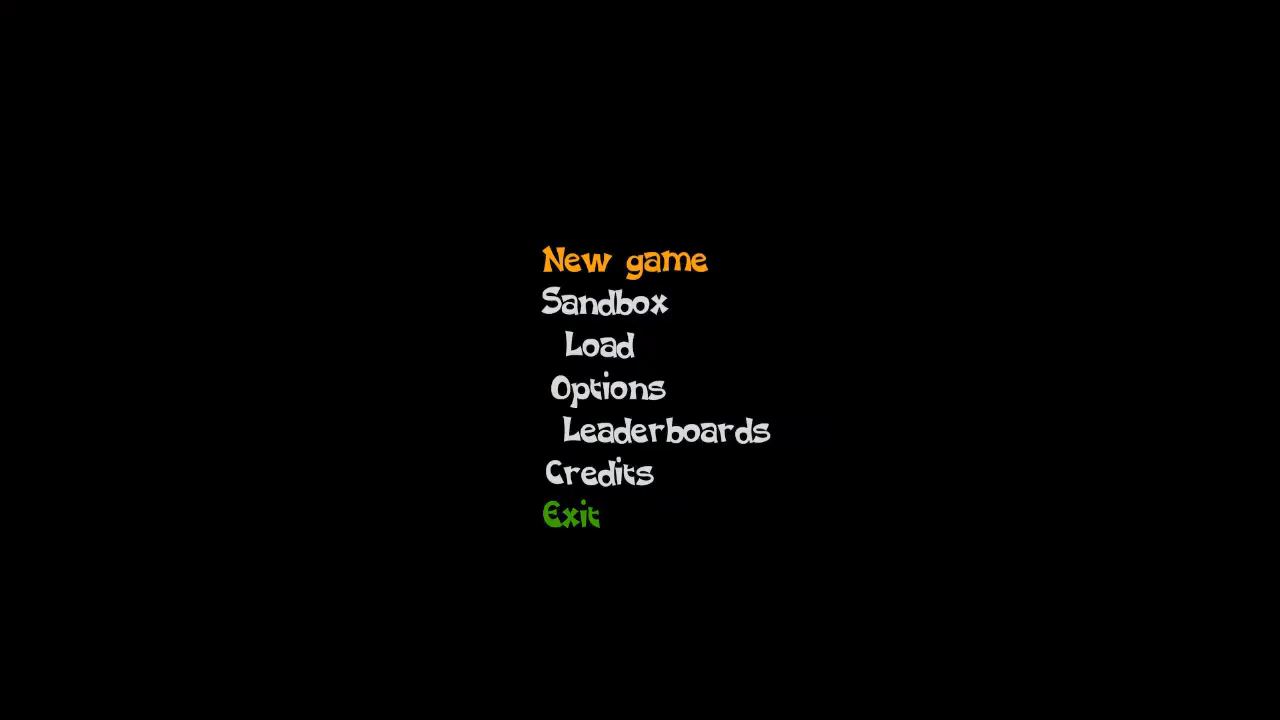 New game
Sandbox
Load
Options
Leaderboards
Credits
Exit